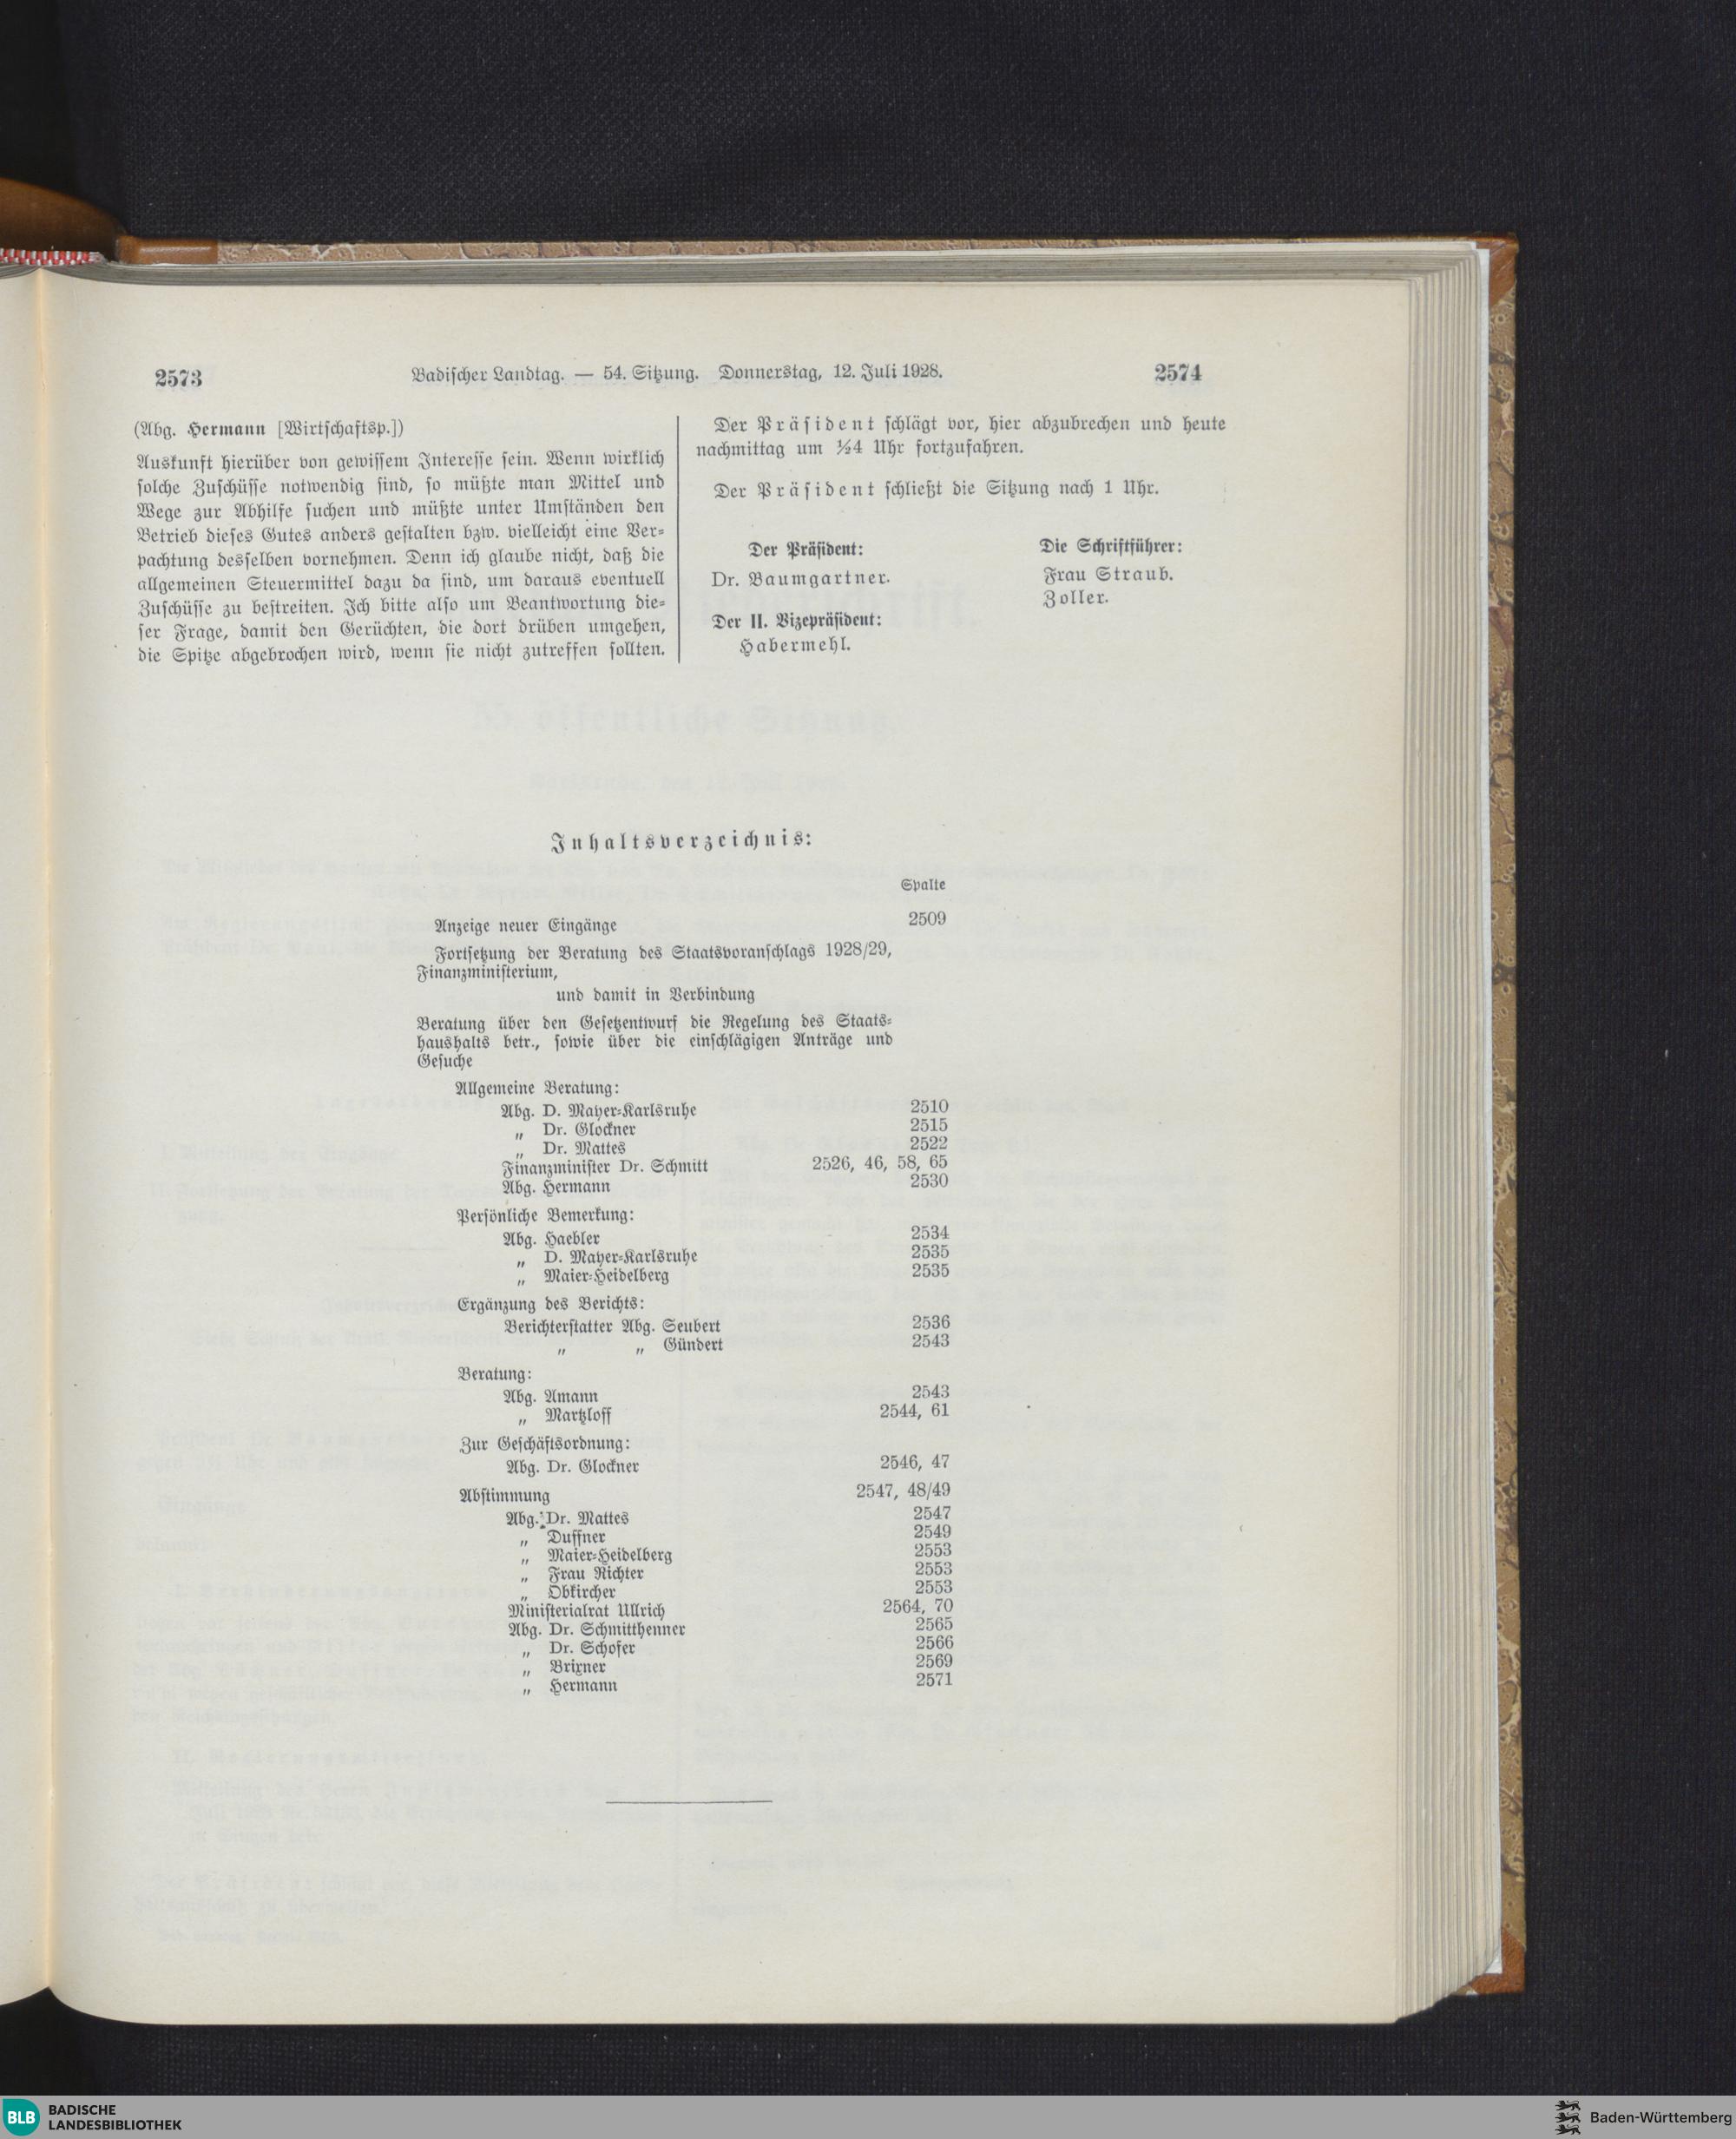 2573
Badischer Landtag. — 54. Sitzung. Donnerstag, 12. Juli 1928.
2574
(Abg. Hermann [Wirtschaftsp.])
Auskunft hierüber von gewissem Interesse sein. Wenn wirklich
solche Zuschüsse notwendig sind, so müßte man Mittel und
Wege zur Abhilfe suchen und müßte unter Umständen den
Betrieb dieses Gutes anders gestalten bzw. vielleicht eine Ver-
pachtung desselben vornehmen. Denn ich glaube nicht, daß die
allgemeinen Steuermittel dazu da sind, um daraus eventuell
Zuschüsse zu bestreiten. Ich bitte also um Beantwortung die-
ser Frage, damit den Gerüchten, die dort drüben umgehen,
die Spitze abgebrochen wird, wenn sie nicht zutreffen sollten.
Der Präsident schlägt vor, hier abzubrechen und heute
nachmittag um ½4 Uhr fortzufahren.
Der Präsident schließt die Sitzung nach 1 Uhr.
Der Präsident:
Dr. Baumgartner.
Der II. Vizepräsident:
Habermehl.
Die Schriftführer:
Frau Straub.
Zoller.
Inhaltsverzeichnis:
Spalte
Anzeige neuer Eingänge 2509
Fortsetzung der Beratung des Staatsvoranschlags 1928/29,
Finanzministerium,
und damit in Verbindung
Beratung über den Gesetzentwurf die Regelung des Staats-
haushalts betr., sowie über die einschlägigen Anträge und
Gesuche
Allgemeine Beratung:
Abg. D. Mayer-Karlsruhe 2510
„ Dr. Glockner 2515
„ Dr. Mattes 2522
Finanzminister Dr. Schmitt 2526, 46, 58, 65
Abg. Hermann 2530
Persönliche Bemerkung:
Abg. Haebler 2534
„ D. Mayer-Karlsruhe 2535
„ Maier-Heidelberg 2535
Ergänzung des Berichts:
Berichterstatter Abg. Seubert 2536
„ „ Gündert 2543
Beratung:
Abg. Amann 2543
„ Martzloff 2544, 61
Zur Geschäftsordnung:
Abg. Dr. Glockner 2546, 47
Abstimmung 2547, 48/49
Abg. Dr. Mattes 2547
„ Duffner 2549
„ Maier-Heidelberg 2553
„ Frau Richter 2553
„ Obkircher 2553
Ministerialrat Ullrich 2564, 70
Abg. Dr. Schmitthenner 2565
„ Dr. Schofer 2566
„ Brixner 2569
„ Hermann 2571
BLB
BADISCHE
LANDESBIBLIOTHEK
Baden-Württemberg